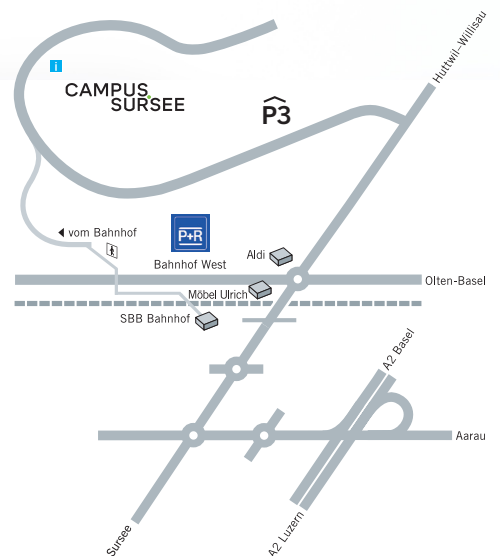 Huttwil–Willisau
i
CAMPUS
SURSEE
P3
vom Bahnhof
P+R
Bahnhof West
Aldi
Olten-Basel
Möbel Ulrich
SBB Bahnhof
A2 Basel
Aarau
Sursee
A2 Luzern